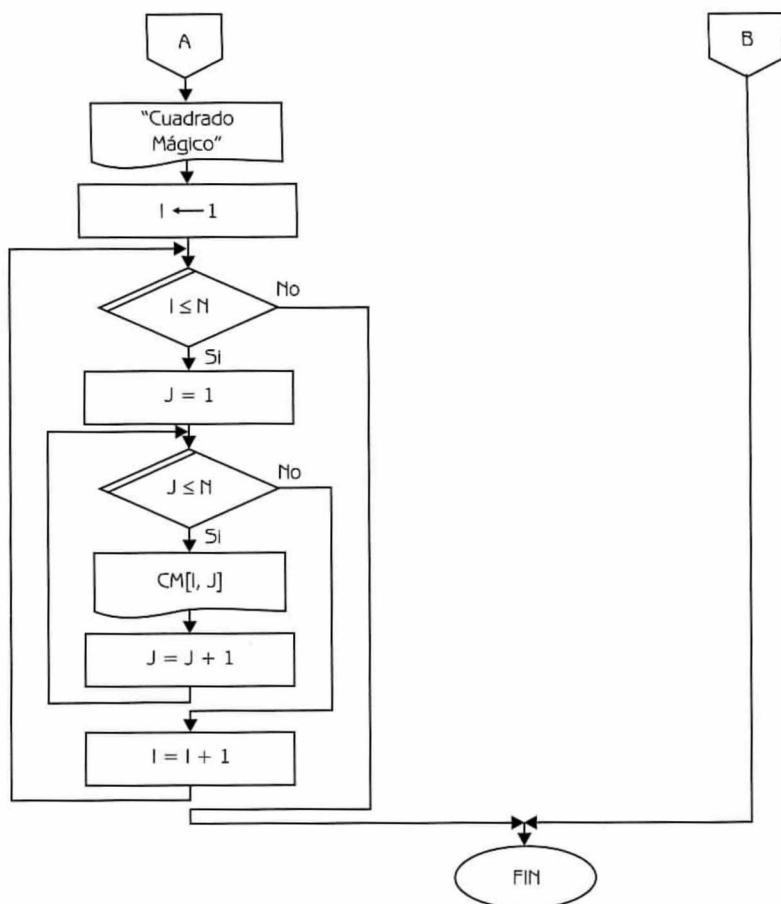 A
B
“Cuadrado
Mágico”
I ← 1
I ≤ N
No
Si
J = 1
J ≤ N
No
Si
CM[I, J]
J = J + 1
I = I + 1
FIN